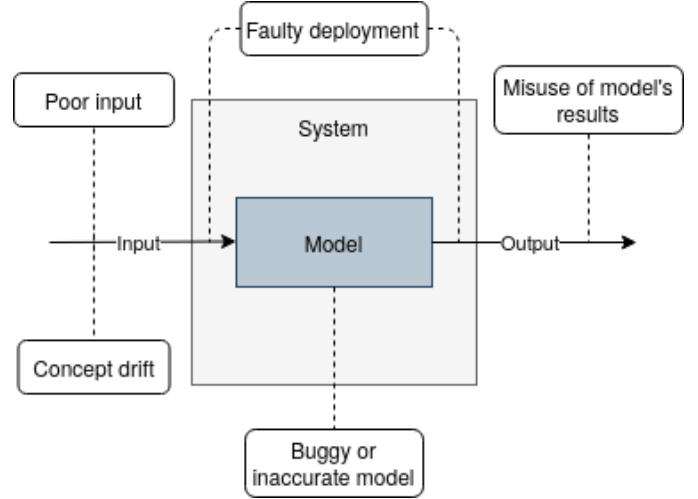 Faulty deployment
Poor input
Misuse of model's
results
System
Input
Model
Output
Concept drift
Buggy or
inaccurate model